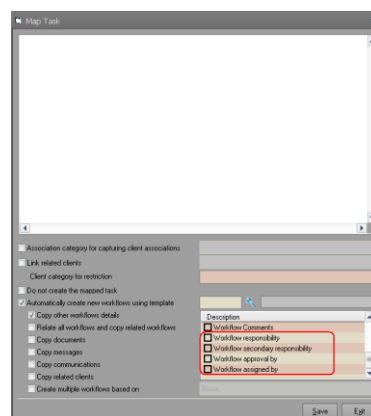 Map Task
Association category for capturing client associations
Link related clients
Client category for restriction
Do not create the mapped task
Automatically create new workflows using template
Copy other workflows details
Relate all workflows and copy related workflows
Copy documents
Copy messages
Copy communications
Copy related clients
Create multiple workflows based on
Description
Workflow Comments
Workflow responsibility
Workflow secondary responsibility
Workflow approval by
Workflow assigned by
Save
Exit